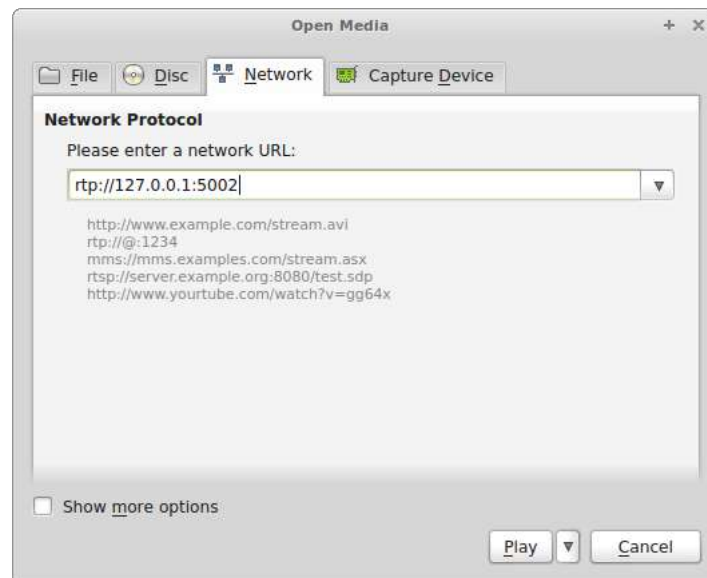 Open Media
File Disc Network Capture Device
Network Protocol
Please enter a network URL:
rtp://127.0.0.1:5002
http://www.example.com/stream.avi
rtp://@:1234
mms://mms.examples.com/stream.asx
rtsp://server.example.org:8080/test.sdp
http://www.yourtube.com/watch?v=gg64x
Show more options
Play Cancel